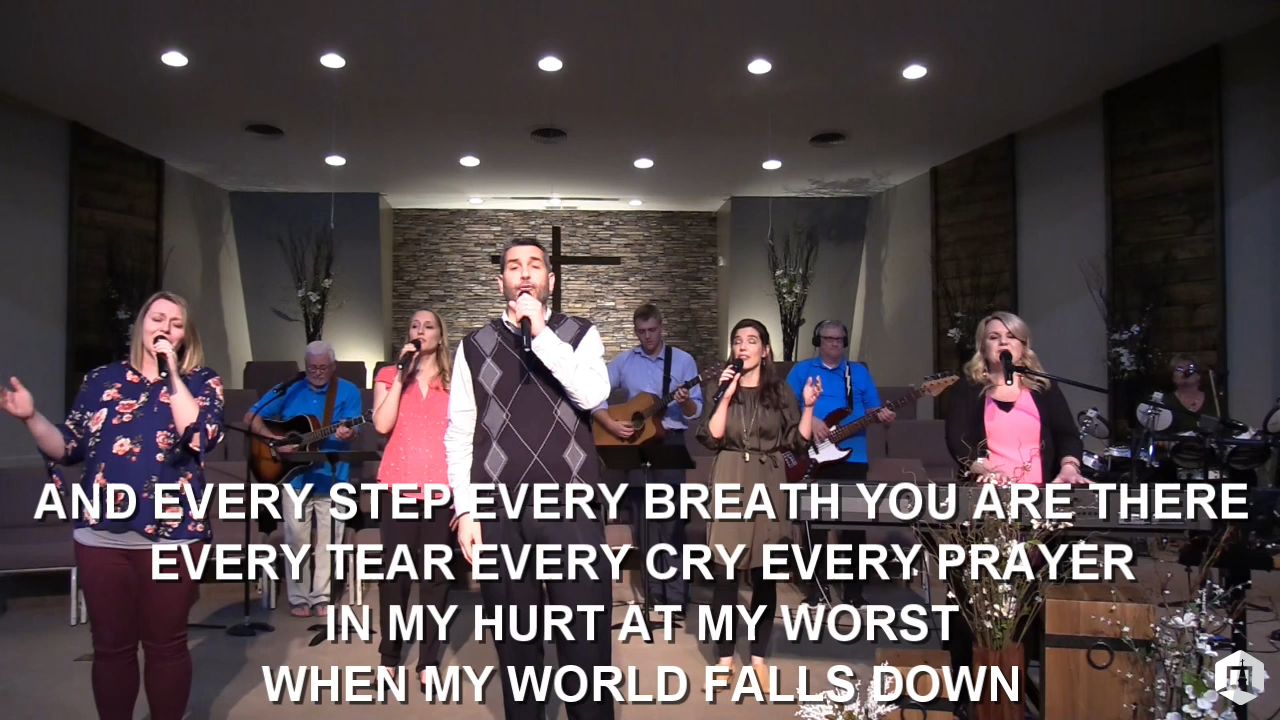 AND EVERY STEP EVERY BREATH YOU ARE THERE
EVERY TEAR EVERY CRY EVERY PRAYER
IN MY HURT AT MY WORST
WHEN MY WORLD FALLS DOWN